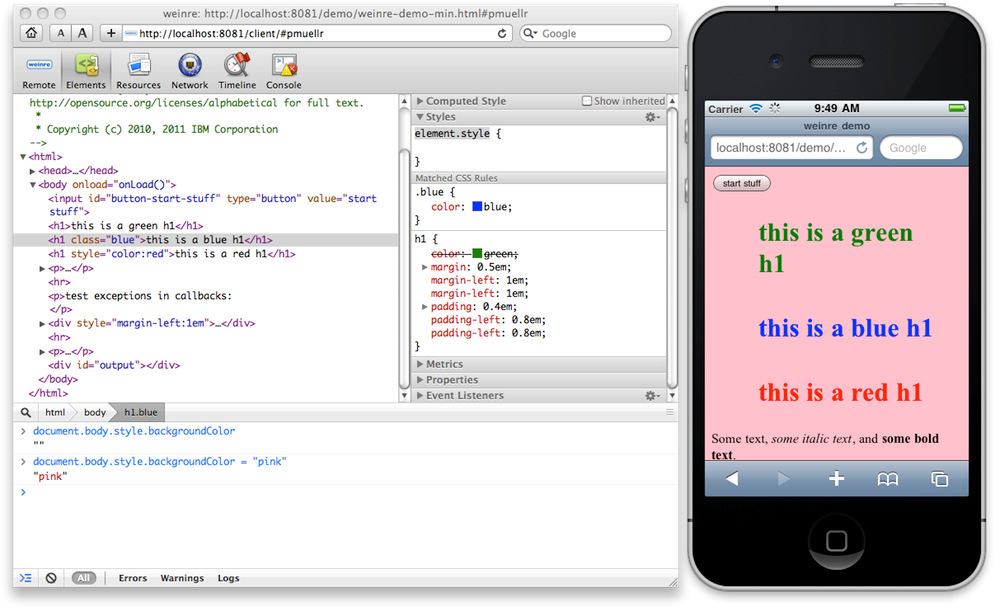 weinre: http://localhost:8081/demo/weinre-demo-min.html#pmuellr
A A + http://localhost:8081/client/#pmuellr Google
weinre
Remote Elements Resources Network Timeline Console
http://opensource.org/licenses/alphabetical for full text.
*
* Copyright (c) 2010, 2011 IBM Corporation
-->
▼<html>
▶<head>…</head>
▼<body onload="onLoad()">
<input id="button-start-stuff" type="button" value="start
stuff">
<h1>this is a green h1</h1>
<h1 class="blue">this is a blue h1</h1>
<h1 style="color:red">this is a red h1</h1>
▶<p>…</p>
<hr>
<p>test exceptions in callbacks:
</p>
▶<div style="margin-left:1em">…</div>
<hr>
▶<p>…</p>
<div id="output"></div>
</body>
</html>
▶ Computed Style Show inherited
▼ Styles
element.style {
}
Matched CSS Rules
.blue {
color: blue;
}
h1 {
color: green;
▶ margin: 0.5em;
margin-left: 1em;
margin-left: 1em;
▶ padding: 0.4em;
padding-left: 0.8em;
padding-left: 0.8em;
}
▶ Metrics
▶ Properties
▶ Event Listeners
html body h1.blue
> document.body.style.backgroundColor
""
> document.body.style.backgroundColor = "pink"
"pink"
>
All Errors Warnings Logs
Carrier 9:49 AM
weinre demo
localhost:8081/demo/... Google
start stuff
this is a green
h1
this is a blue h1
this is a red h1
Some text, some italic text, and some bold
text.